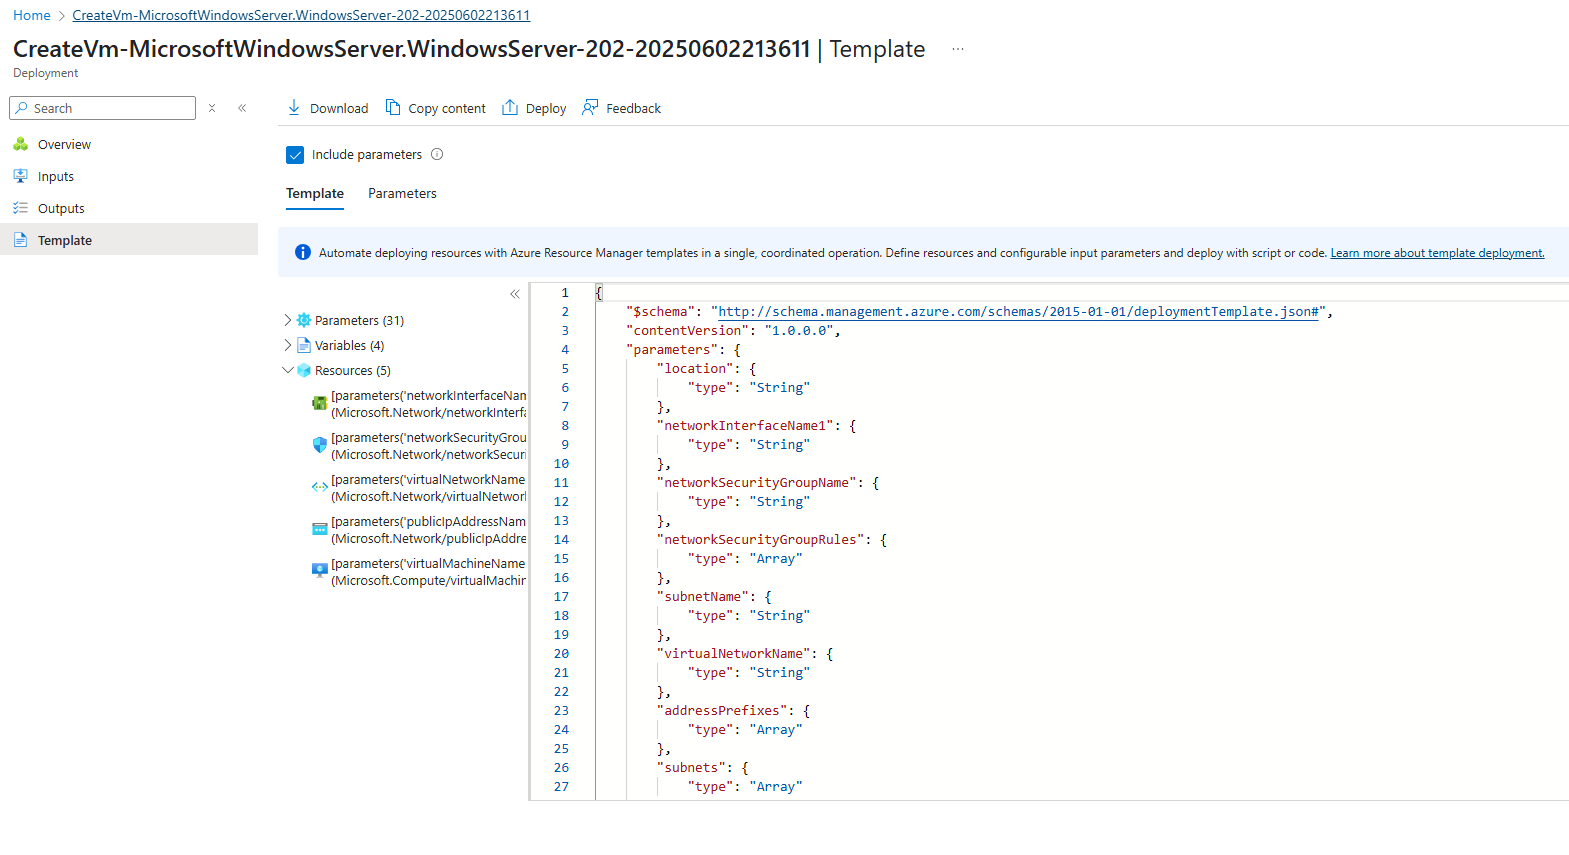 Home > CreateVm-MicrosoftWindowsServer.WindowsServer-202-20250602213611
CreateVm-MicrosoftWindowsServer.WindowsServer-202-20250602213611 | Template ...
Deployment
Search
Overview
Inputs
Outputs
Template
Download Copy content Deploy Feedback
Include parameters
Template Parameters
Automate deploying resources with Azure Resource Manager templates in a single, coordinated operation. Define resources and configurable input parameters and deploy with script or code. Learn more about template deployment.
Parameters (31)
Variables (4)
Resources (5)
[parameters('networkInterfaceNam
(Microsoft.Network/networkInterfa
[parameters('networkSecurityGrou
(Microsoft.Network/networkSecuri
[parameters('virtualNetworkName
(Microsoft.Network/virtualNetworl
[parameters('publicIpAddressNam
(Microsoft.Network/publicIpAddre
[parameters('virtualMachineName
(Microsoft.Compute/virtualMachin
1 {
2 "$schema": "http://schema.management.azure.com/schemas/2015-01-01/deploymentTemplate.json#",
3 "contentVersion": "1.0.0.0",
4 "parameters": {
5 "location": {
6 "type": "String"
7 },
8 "networkInterfaceName1": {
9 "type": "String"
10 },
11 "networkSecurityGroupName": {
12 "type": "String"
13 },
14 "networkSecurityGroupRules": {
15 "type": "Array"
16 },
17 "subnetName": {
18 "type": "String"
19 },
20 "virtualNetworkName": {
21 "type": "String"
22 },
23 "addressPrefixes": {
24 "type": "Array"
25 },
26 "subnets": {
27 "type": "Array"